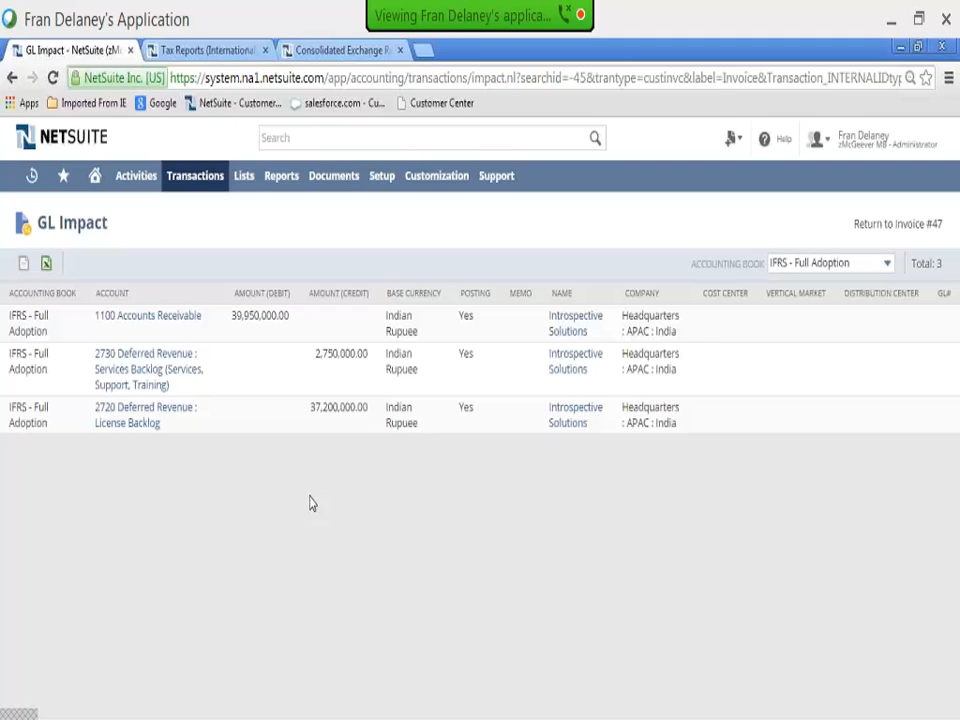 Fran Delaney's Application
Viewing Fran Delaney's applica...
GL Impact - NetSuite (zM
Tax Reports (International
Consolidated Exchange R
NetSuite Inc. [US] https://system.na1.netsuite.com/app/accounting/transactions/impact.nl?searchid=-45&trantype=custinvc&label=Invoice&Transaction_INTERNALIDtyp
Apps Imported From IE Google NetSuite - Customer... salesforce.com - Cu... Customer Center
NETSUITE
Search
Help
Fran Delaney
zMcGeever MB - Administrator
Activities Transactions Lists Reports Documents Setup Customization Support
GL Impact
Return to Invoice #47
ACCOUNTING BOOK IFRS - Full Adoption Total: 3
ACCOUNTING BOOK ACCOUNT AMOUNT (DEBIT) AMOUNT (CREDIT) BASE CURRENCY POSTING MEMO NAME COMPANY COST CENTER VERTICAL MARKET DISTRIBUTION CENTER GL#
IFRS - Full 1100 Accounts Receivable 39,950,000.00 Indian Yes Introspective Headquarters
Adoption Rupuee Solutions : APAC : India
IFRS - Full 2730 Deferred Revenue : 2,750,000.00 Indian Yes Introspective Headquarters
Adoption Services Backlog (Services, Rupuee Solutions : APAC : India
Support, Training)
IFRS - Full 2720 Deferred Revenue : 37,200,000.00 Indian Yes Introspective Headquarters
Adoption License Backlog Rupuee Solutions : APAC : India